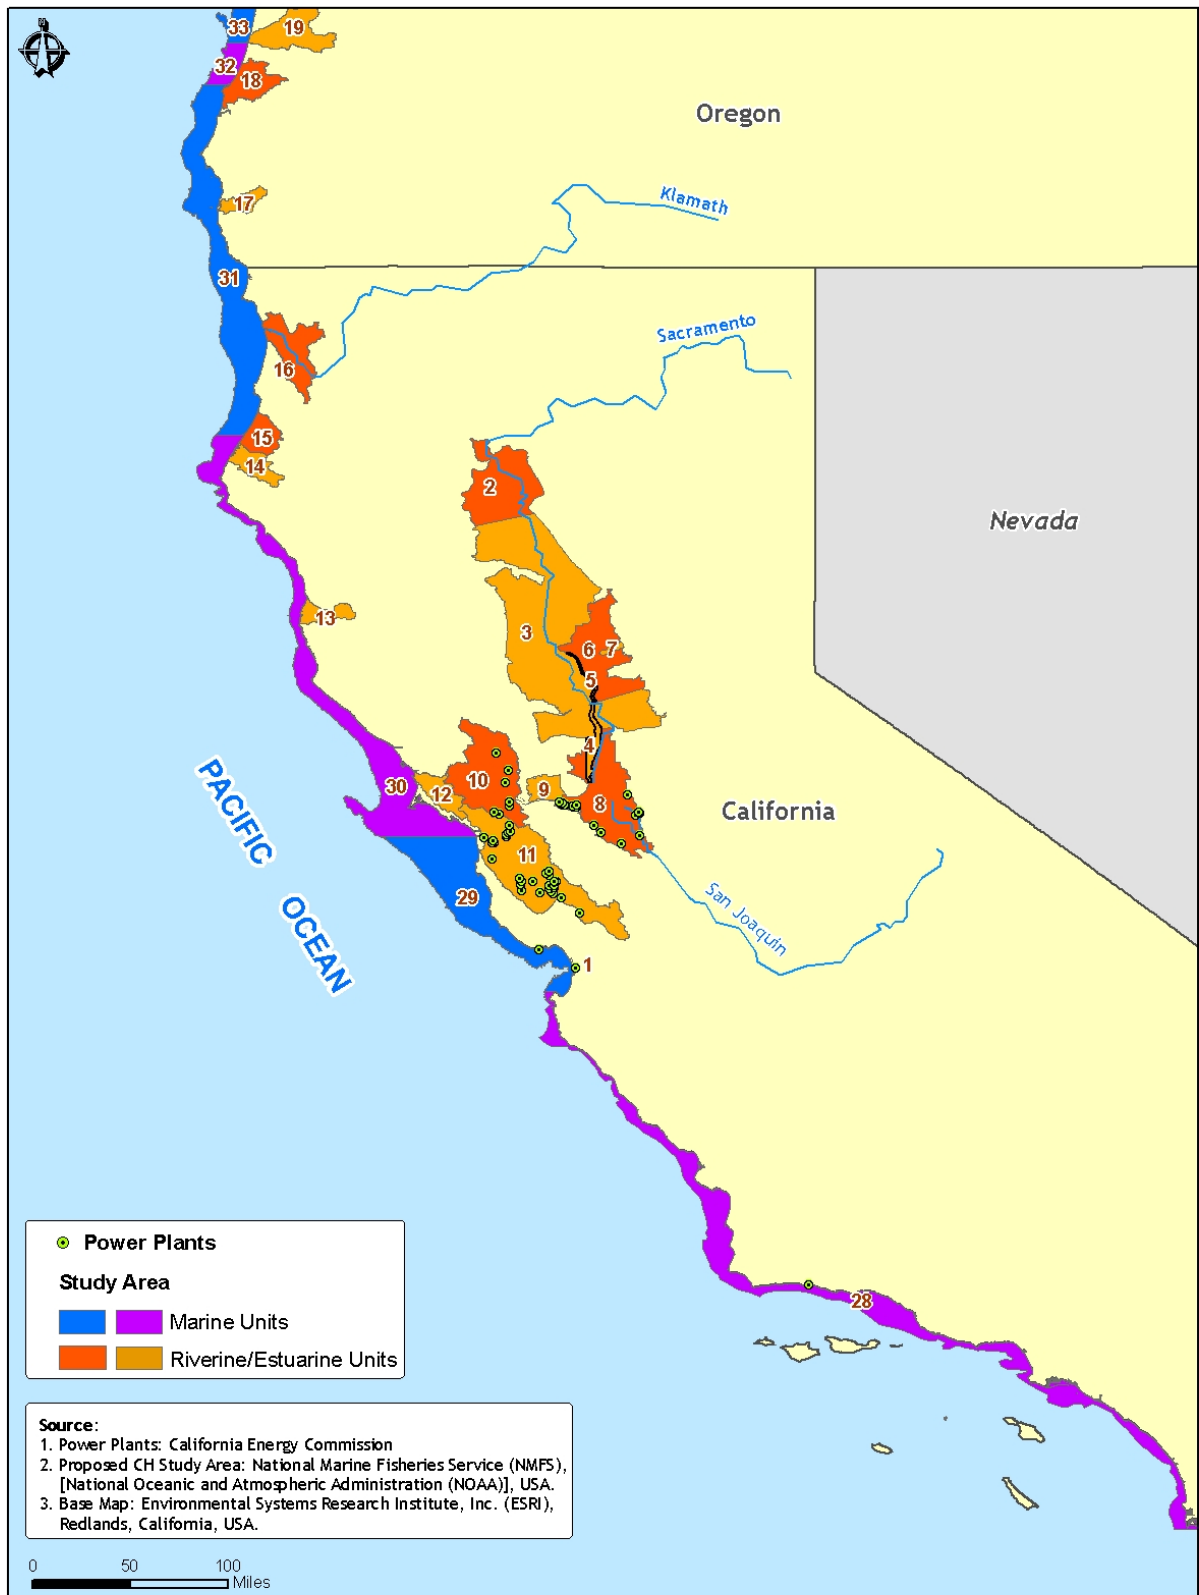 33
19
32
18
Oregon
17
Klamath
31
Sacramento
16
15
14
2
Nevada
3
13
6
7
5
4
10
30
12
9
8
California
PACIFIC OCEAN
11
29
San Joaquin
1
28
Power Plants
Study Area
Marine Units
Riverine/Estuarine Units
Source:
1. Power Plants: California Energy Commission
2. Proposed CH Study Area: National Marine Fisheries Service (NMFS),
[National Oceanic and Atmospheric Administration (NOAA)], USA.
3. Base Map: Environmental Systems Research Institute, Inc. (ESRI),
Redlands, California, USA.
0 50 100
Miles